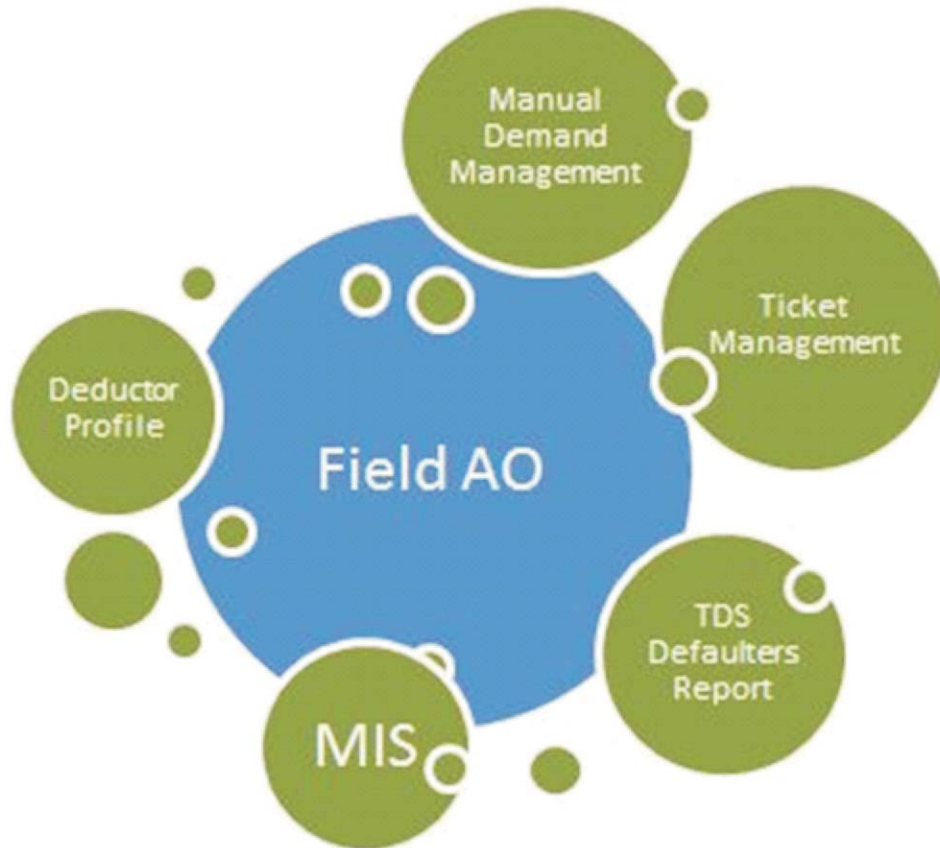 Manual
Demand
Management
Ticket
Management
Deductor
Profile
Field AO
TDS
Defaulters
Report
MIS